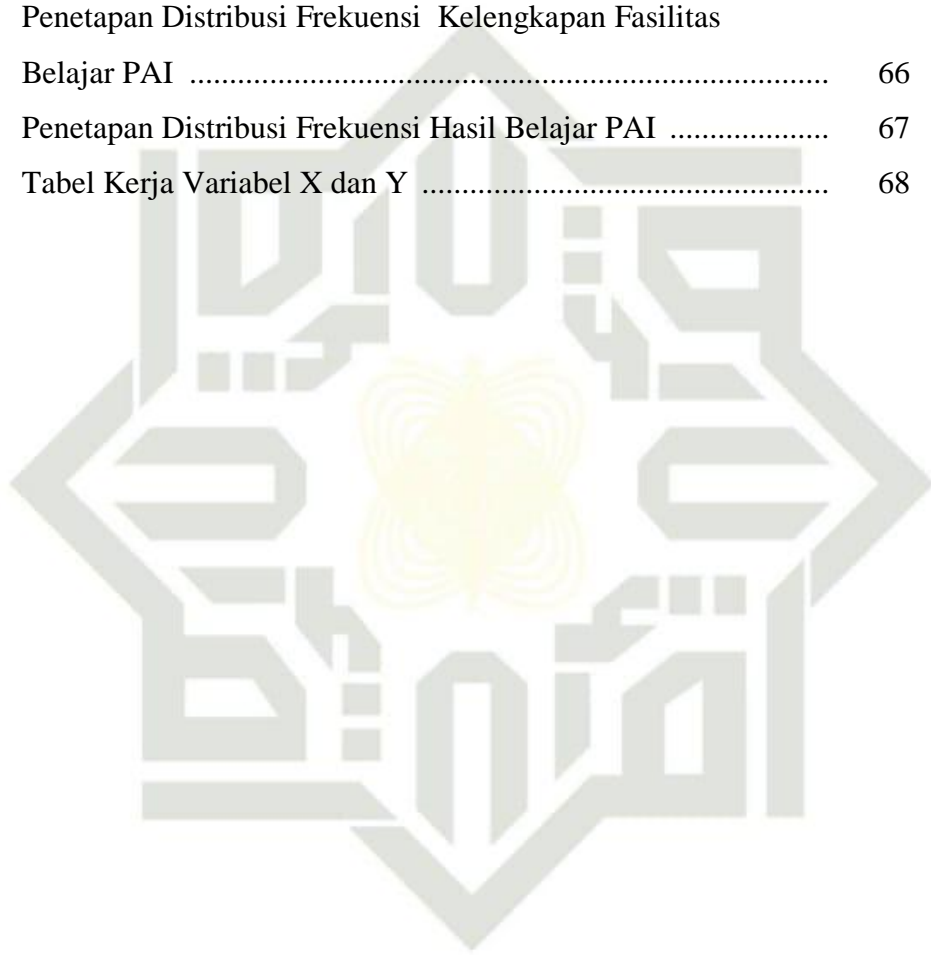 Penetapan Distribusi Frekuensi Kelengkapan Fasilitas
Belajar PAI ................................................................................ 66
Penetapan Distribusi Frekuensi Hasil Belajar PAI .................... 67
Tabel Kerja Variabel X dan Y ................................................... 68